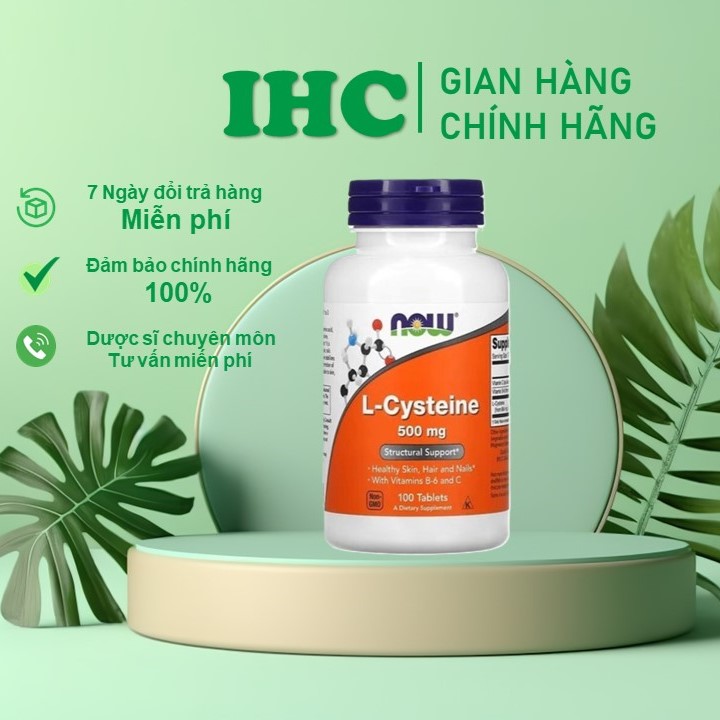 IHC
GIAN HÀNG
CHÍNH HÃNG
7 Ngày đổi trả hàng
Miễn phí
Đảm bảo chính hãng
100%
Dược sĩ chuyên môn
Tư vấn miễn phí
NOW
L-Cysteine
500 mg
Structural Support*
• Healthy Skin, Hair and Nails*
• With Vitamins B-6 and C
Non-
GMO
100 Tablets
A Dietary Supplement
K